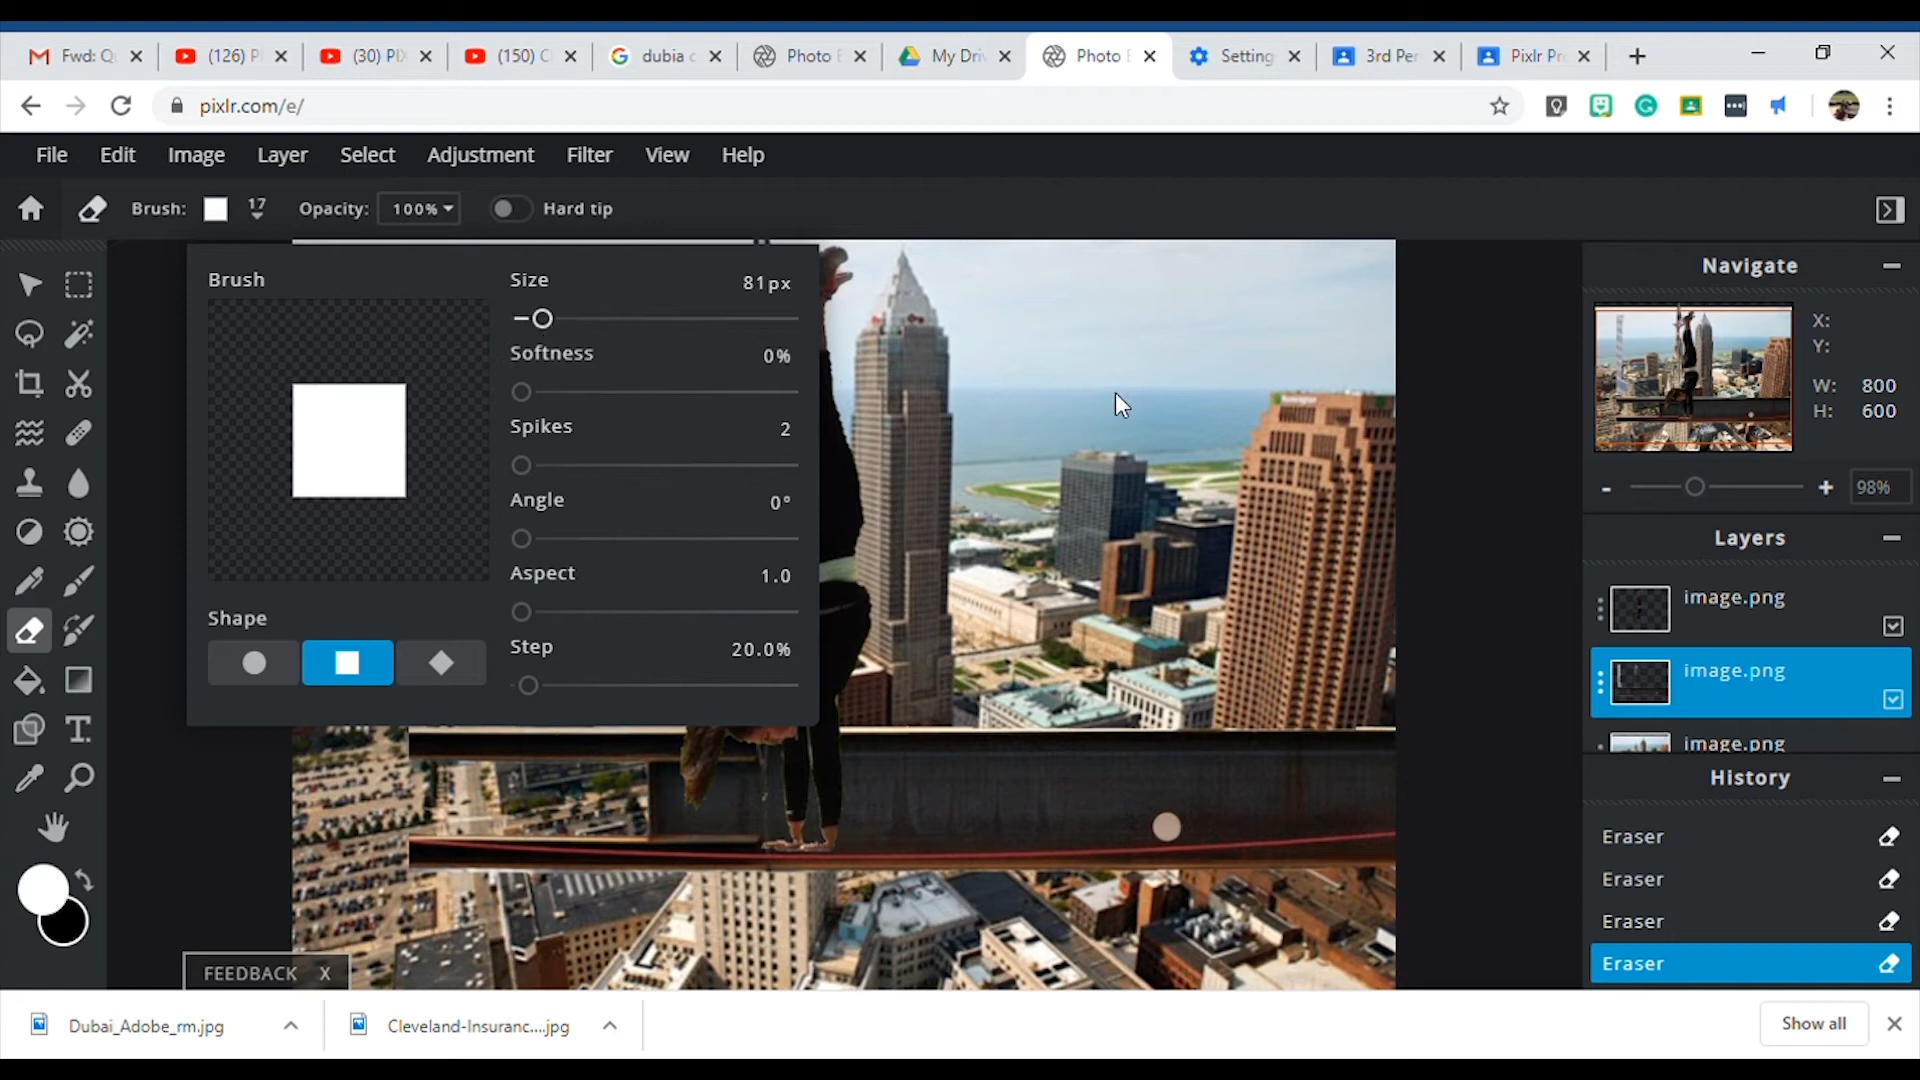 Fwd: Q
(126) P
(30) PIX
(150) C
dubia c
Photo E
My Driv
Photo E
Setting
3rd Per
Pixlr Pr
pixlr.com/e/
File Edit Image Layer Select Adjustment Filter View Help
Brush: 17 Opacity: 100% Hard tip
Brush
Size 81px
Softness 0%
Spikes 2
Angle 0°
Aspect 1.0
Shape
Step 20.0%
Navigate
X:
Y:
W: 800
H: 600
- + 98%
Layers
image.png
image.png
image.png
History
Eraser
Eraser
Eraser
Eraser
FEEDBACK X
Dubai_Adobe_rm.jpg
Cleveland-Insuranc....jpg
Show all